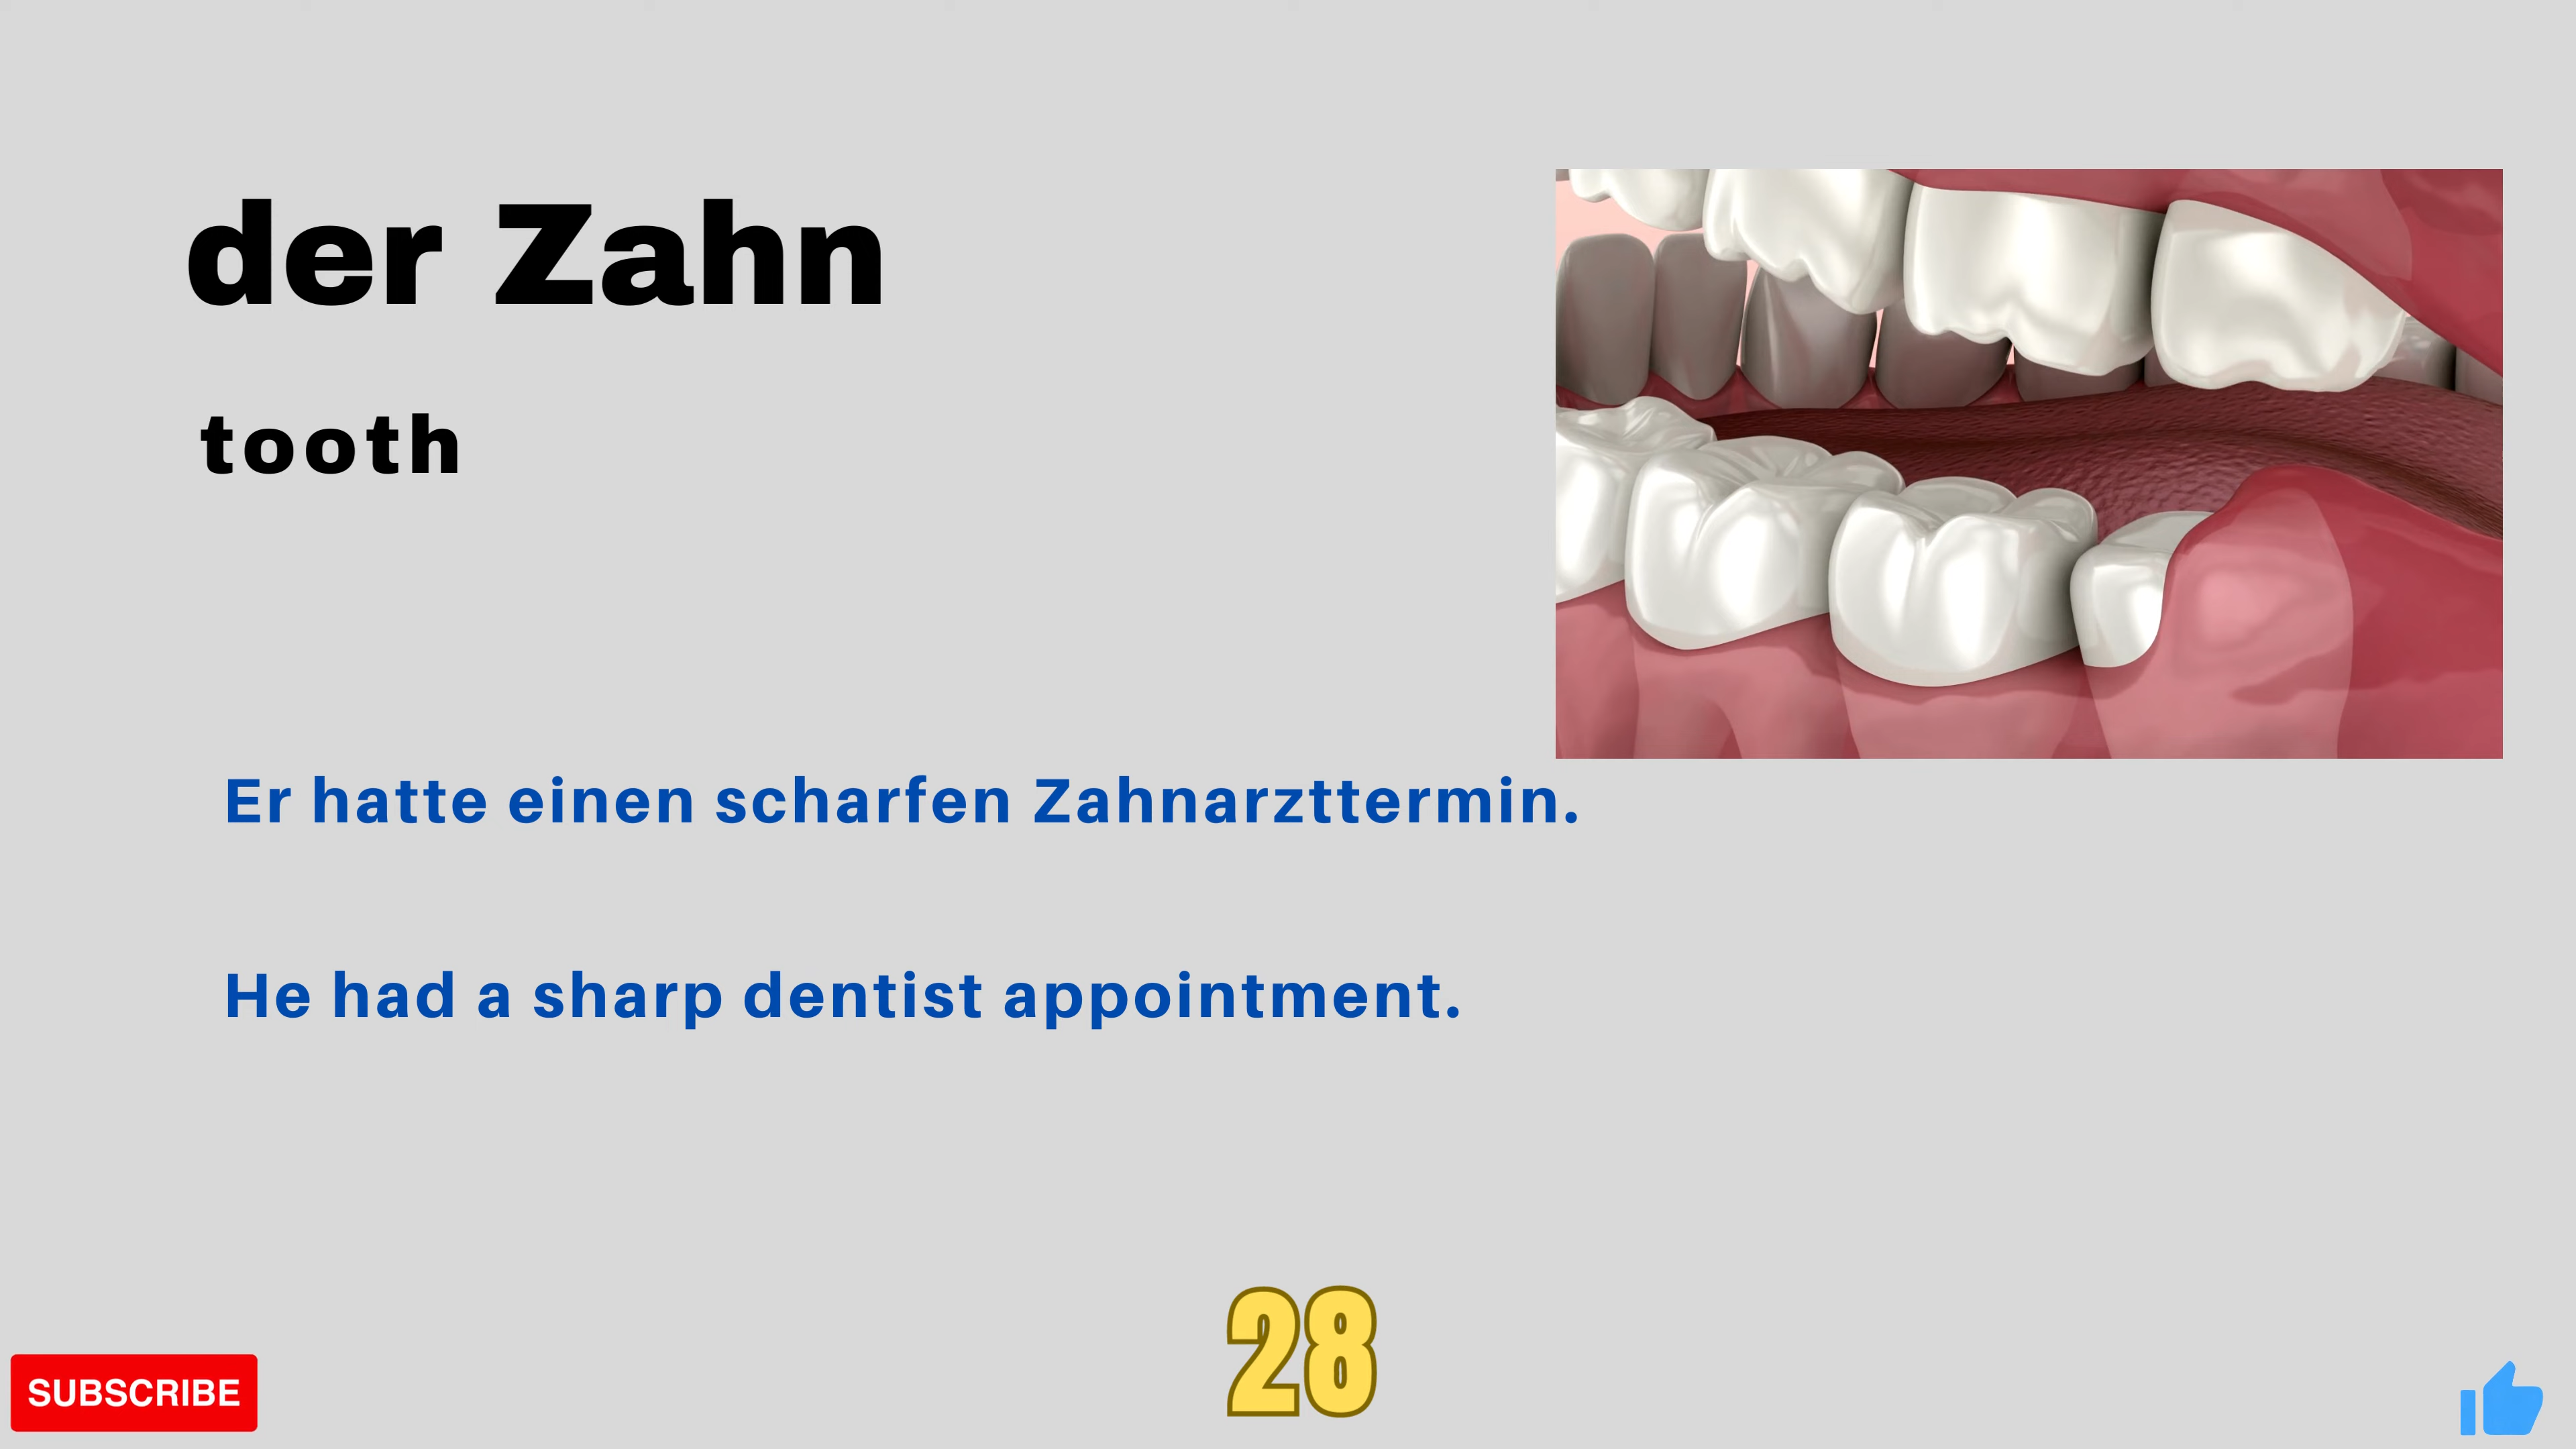 der Zahn
tooth
Er hatte einen scharfen Zahnarzttermin.
He had a sharp dentist appointment.
28
SUBSCRIBE